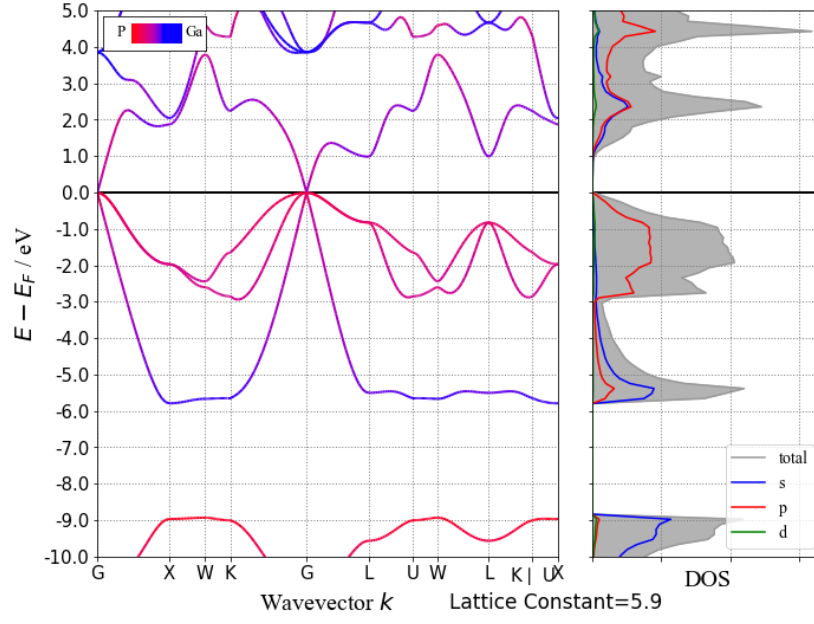 P Ga
E − E_F / eV
5.0
4.0
3.0
2.0
1.0
0.0
-1.0
-2.0
-3.0
-4.0
-5.0
-6.0
-7.0
-8.0
-9.0
-10.0
G X W K G L U W L K | U X
Wavevector k
Lattice Constant=5.9
total
s
p
d
DOS